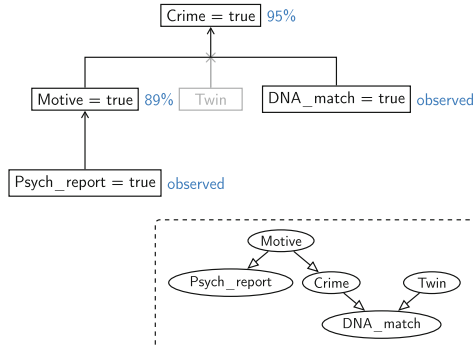 Crime = true 95%
Motive = true 89% Twin DNA_match = true observed
Psych_report = true observed
Motive
Psych_report Crime Twin
DNA_match